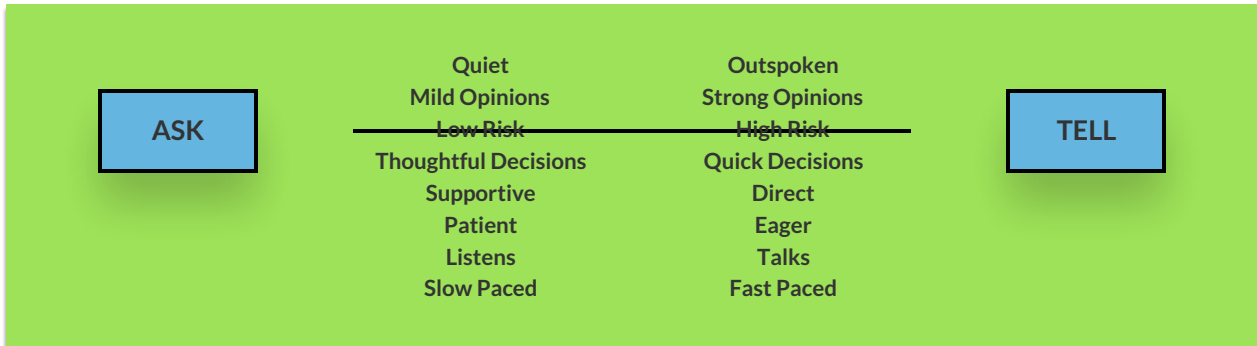 ASK
Quiet
Mild Opinions
Low Risk
Thoughtful Decisions
Supportive
Patient
Listens
Slow Paced
Outspoken
Strong Opinions
High Risk
Quick Decisions
Direct
Eager
Talks
Fast Paced
TELL